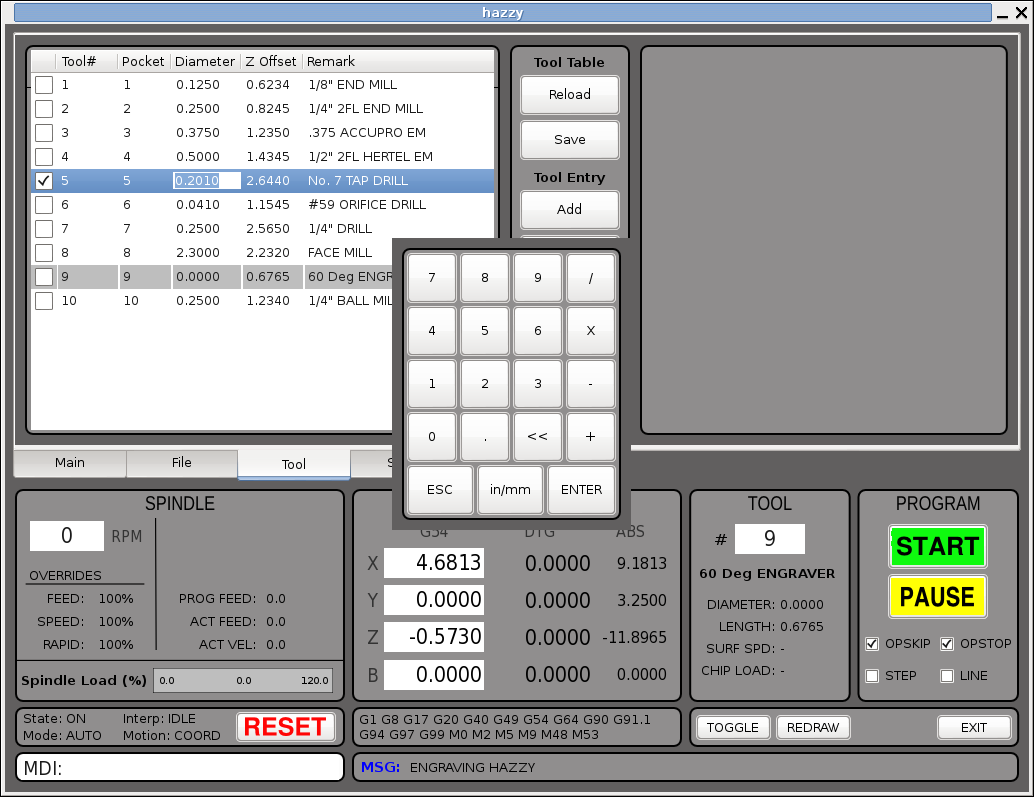 hazzy
Tool# Pocket Diameter Z Offset Remark
1 1 0.1250 0.6234 1/8" END MILL
2 2 0.2500 0.8245 1/4" 2FL END MILL
3 3 0.3750 1.2350 .375 ACCUPRO EM
4 4 0.5000 1.4345 1/2" 2FL HERTEL EM
5 5 0.2010 2.6440 No. 7 TAP DRILL
6 6 0.0410 1.1545 #59 ORIFICE DRILL
7 7 0.2500 2.5650 1/4" DRILL
8 8 2.3000 2.2320 FACE MILL
9 9 0.0000 0.6765 60 Deg ENGR
10 10 0.2500 1.2340 1/4" BALL MIL
Tool Table
Reload
Save
Tool Entry
Add
7 8 9 /
4 5 6 X
1 2 3 -
0 . << +
ESC in/mm ENTER
Main File Tool S
SPINDLE
0 RPM
OVERRIDES
FEED: 100% PROG FEED: 0.0
SPEED: 100% ACT FEED: 0.0
RAPID: 100% ACT VEL: 0.0
Spindle Load (%) 0.0 0.0 120.0
G54 DTG ABS
X 4.6813 0.0000 9.1813
Y 0.0000 0.0000 3.2500
Z -0.5730 0.0000 -11.8965
B 0.0000 0.0000 0.0000
TOOL
# 9
60 Deg ENGRAVER
DIAMETER: 0.0000
LENGTH: 0.6765
SURF SPD: -
CHIP LOAD: -
PROGRAM
START
PAUSE
OPSKIP OPSTOP
STEP LINE
State: ON Interp: IDLE
Mode: AUTO Motion: COORD
RESET
G1 G8 G17 G20 G40 G49 G54 G64 G90 G91.1
G94 G97 G99 M0 M2 M5 M9 M48 M53
TOGGLE REDRAW EXIT
MDI:
MSG: ENGRAVING HAZZY